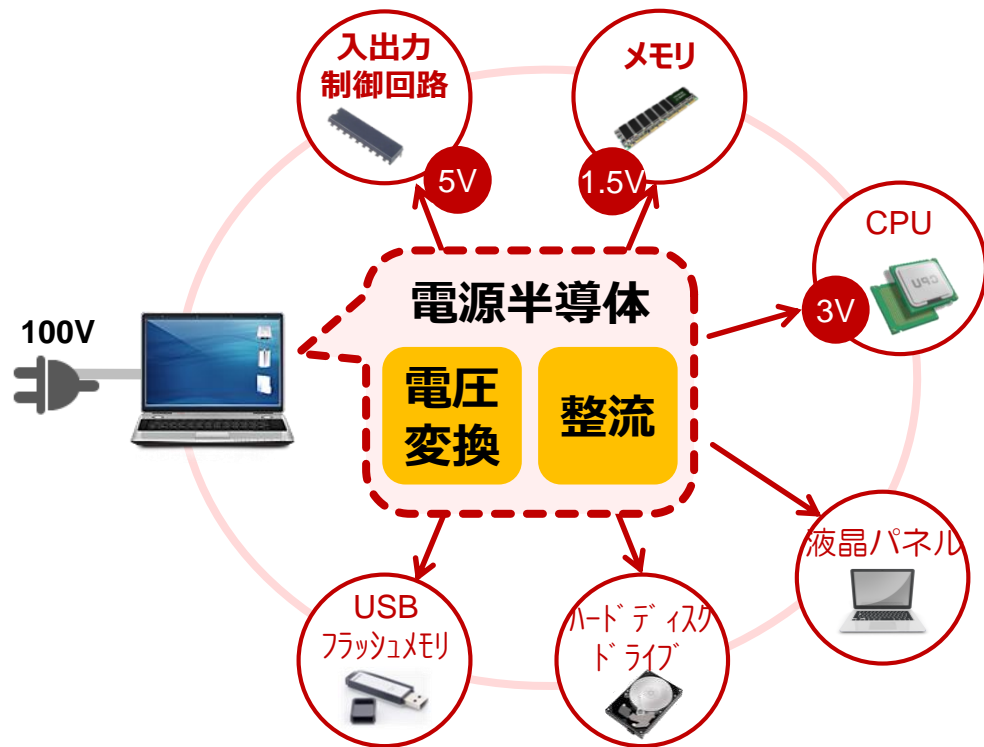 入出力
制御回路
5V
メモリ
1.5V
CPU
3V
100V
電源半導体
電圧
変換
整流
液晶パネル
USB
フラッシュメモリ
ハードディスク
ドライブ
CPU